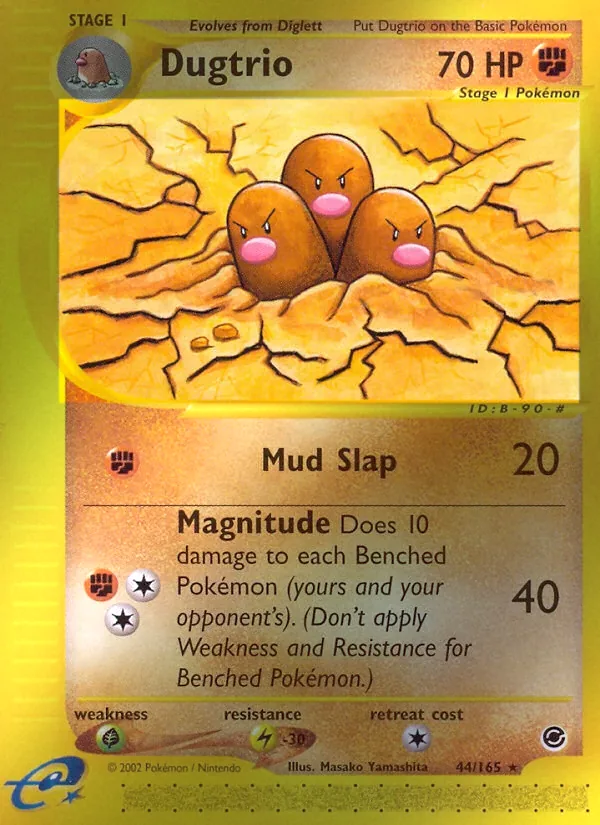 STAGE 1 Evolves from Diglett Put Dugtrio on the Basic Pokémon
Dugtrio 70 HP
Stage 1 Pokémon
ID:B-90-#
Mud Slap 20
Magnitude Does 10
damage to each Benched
Pokémon (yours and your
opponent's). (Don't apply
Weakness and Resistance for
Benched Pokémon.)
40
weakness resistance retreat cost
-30
© 2002 Pokémon / Nintendo Illus. Masako Yamashita 44/165 ★
e